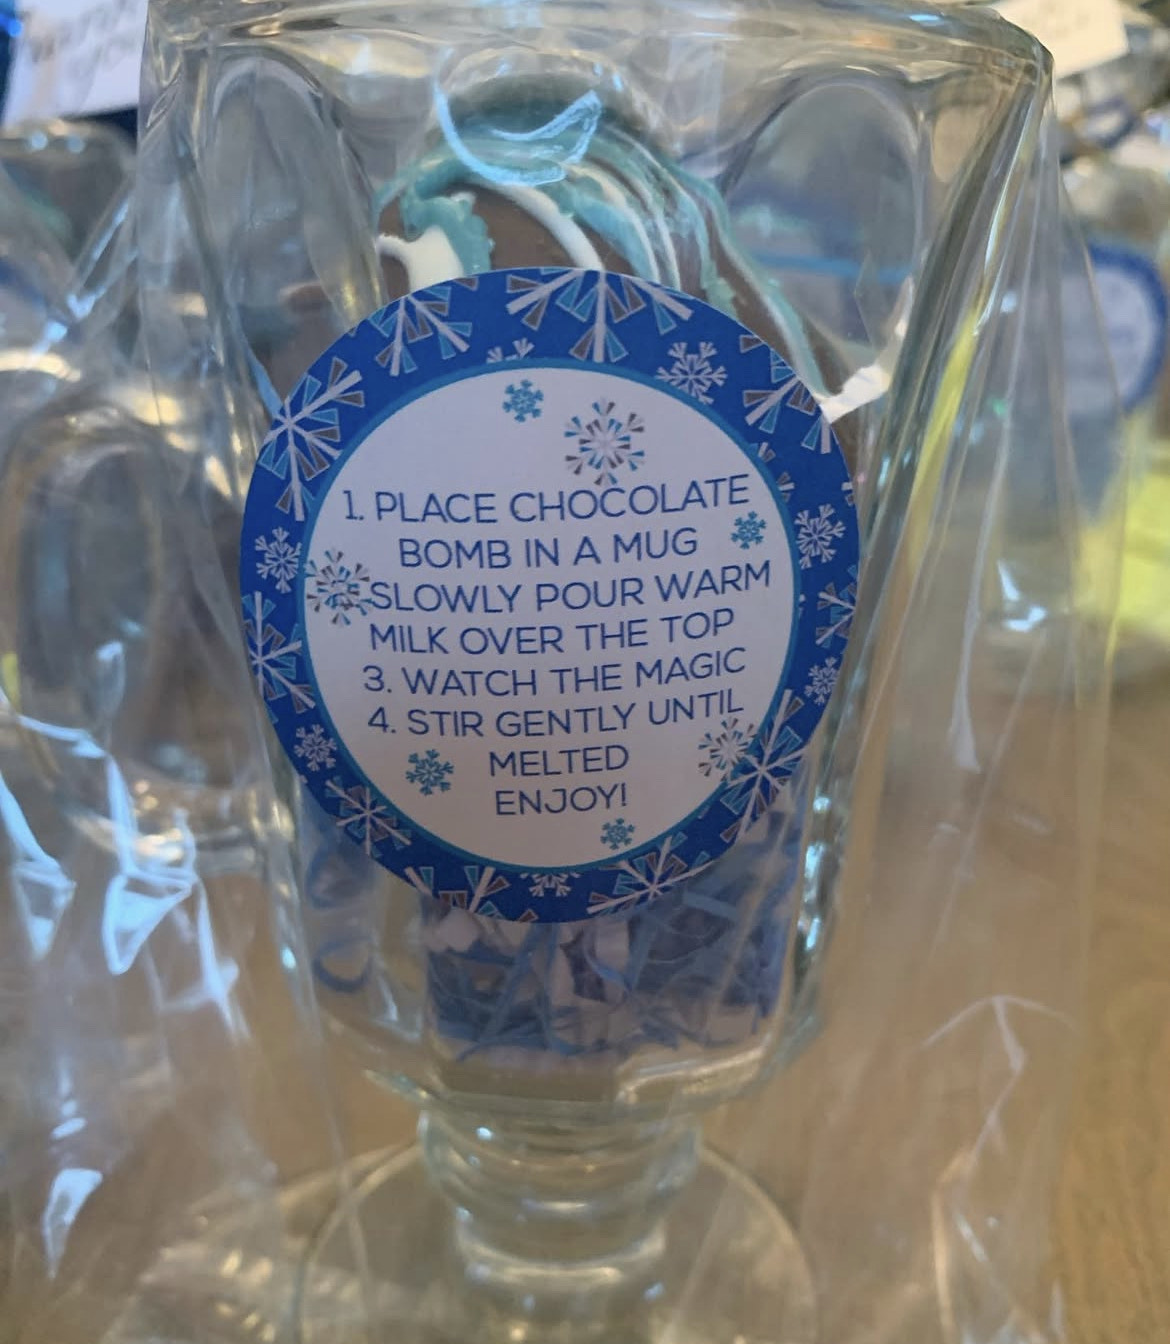 1. PLACE CHOCOLATE
BOMB IN A MUG
SLOWLY POUR WARM
MILK OVER THE TOP
3. WATCH THE MAGIC
4. STIR GENTLY UNTIL
MELTED
ENJOY!